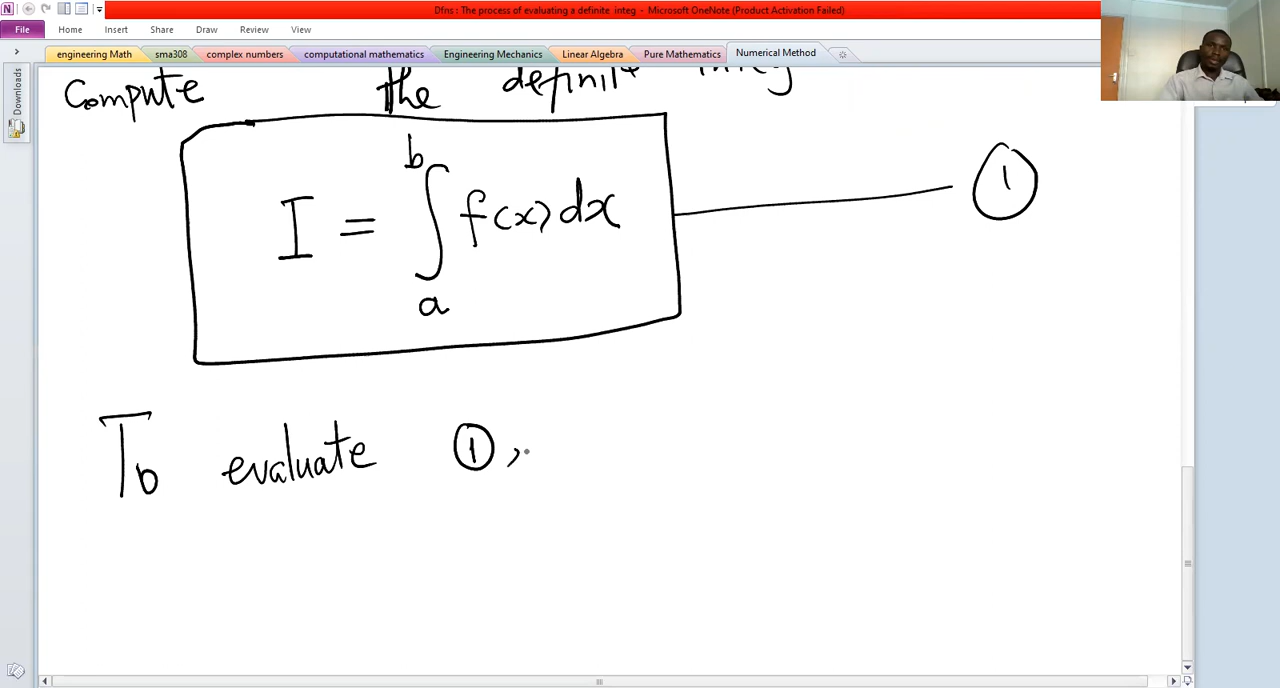 Dfns : The process of evaluating a definite integ - Microsoft OneNote (Product Activation Failed)
File Home Insert Share Draw Review View
engineering Math sma308 complex numbers computational mathematics Engineering Mechanics Linear Algebra Pure Mathematics Numerical Method
Downloads
Compute the definite integ
I = ∫_a^b f(x) dx ①
To evaluate ①,